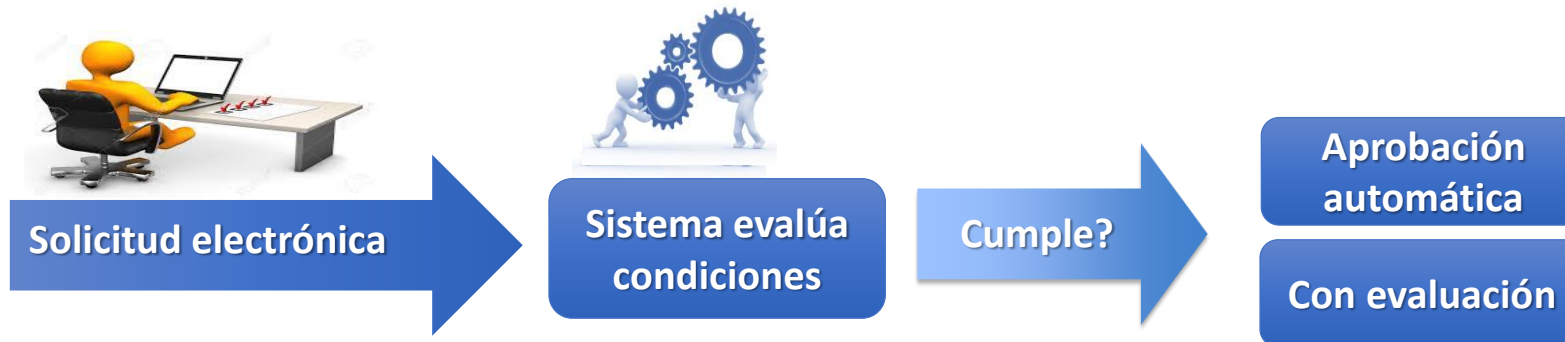 Solicitud electrónica
Sistema evalúa
condiciones
Cumple?
Aprobación
automática
Con evaluación